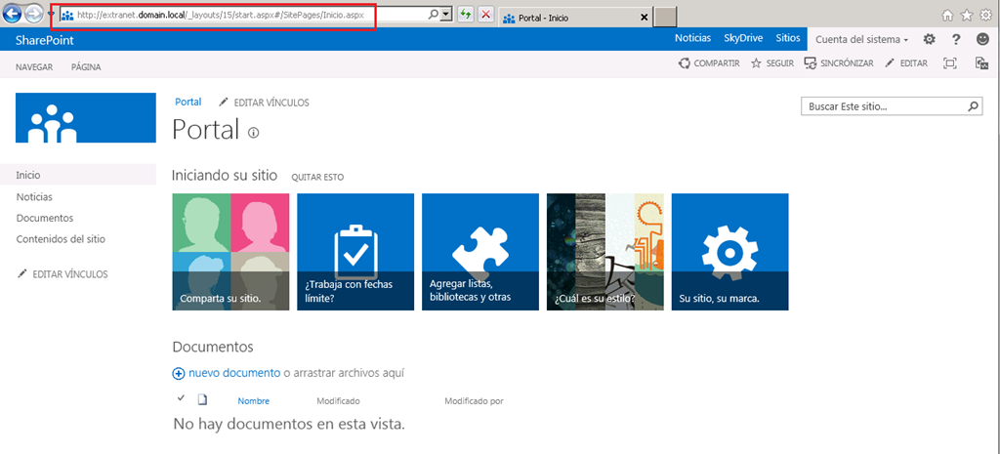 http://extranet.domain.local/_layouts/15/start.aspx#/SitePages/Inicio.aspx
Portal - Inicio
SharePoint
Noticias SkyDrive Sitios Cuenta del sistema
NAVEGAR PÁGINA
COMPARTIR SEGUIR SINCRÓNIZAR EDITAR
Portal EDITAR VÍNCULOS
Buscar Este sitio...
Portal
Inicio
Noticias
Documentos
Contenidos del sitio
EDITAR VÍNCULOS
Iniciando su sitio QUITAR ESTO
Comparta su sitio.
¿Trabaja con fechas
límite?
Agregar listas,
bibliotecas y otras
¿Cuál es su estilo?
Su sitio, su marca.
Documentos
nuevo documento o arrastrar archivos aquí
Nombre Modificado Modificado por
No hay documentos en esta vista.